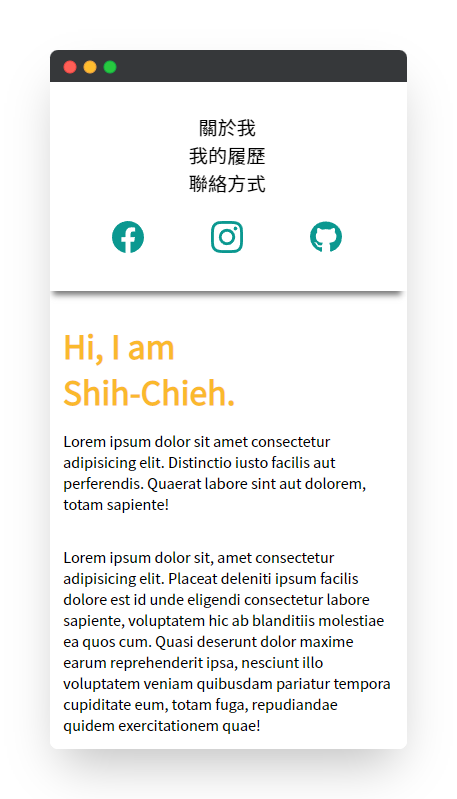 關於我
我的履歷
聯絡方式
Hi, I am
Shih-Chieh.
Lorem ipsum dolor sit amet consectetur
adipisicing elit. Distinctio iusto facilis aut
perferendis. Quaerat labore sint aut dolorem,
totam sapiente!
Lorem ipsum dolor sit, amet consectetur
adipisicing elit. Placeat deleniti ipsum facilis
dolore est id unde eligendi consectetur labore
sapiente, voluptatem hic ab blanditiis molestiae
ea quos cum. Quasi deserunt dolor maxime
earum reprehenderit ipsa, nesciunt illo
voluptatem veniam quibusdam pariatur tempora
cupiditate eum, totam fuga, repudiandae
quidem exercitationem quae!